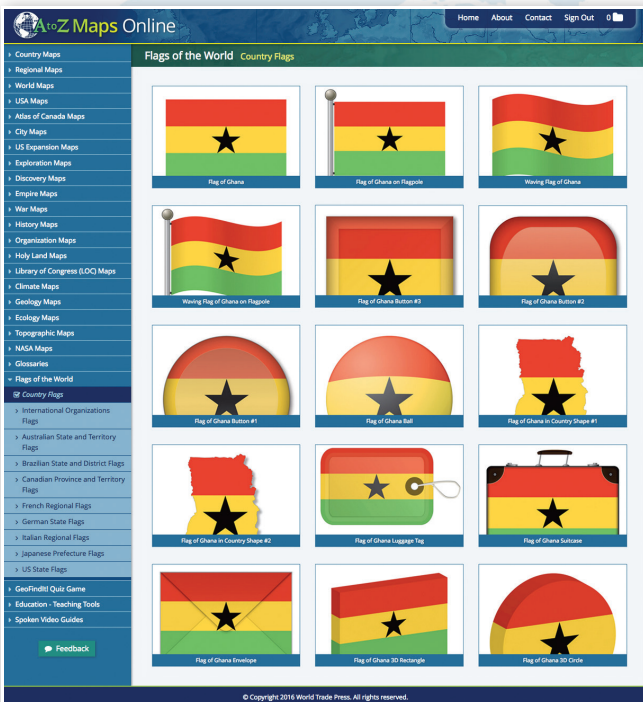 AtoZ Maps Online
Home About Contact Sign Out 0
Country Maps
Regional Maps
World Maps
USA Maps
Atlas of Canada Maps
City Maps
US Expansion Maps
Exploration Maps
Discovery Maps
Empire Maps
War Maps
History Maps
Organization Maps
Holy Land Maps
Library of Congress (LOC) Maps
Climate Maps
Geology Maps
Ecology Maps
Topographic Maps
NASA Maps
Glossaries
Flags of the World
Country Flags
International Organizations
Flags
Australian State and Territory
Flags
Brazilian State and District Flags
Canadian Province and Territory
Flags
French Regional Flags
German State Flags
Italian Regional Flags
Japanese Prefecture Flags
US State Flags
GeoFindIt! Quiz Game
Education - Teaching Tools
Spoken Video Guides
Feedback
Flags of the World Country Flags
Flag of Ghana
Flag of Ghana on Flagpole
Waving Flag of Ghana
Waving Flag of Ghana on Flagpole
Flag of Ghana Button #3
Flag of Ghana Button #2
Flag of Ghana Button #1
Flag of Ghana Ball
Flag of Ghana in Country Shape #1
Flag of Ghana in Country Shape #2
Flag of Ghana Luggage Tag
Flag of Ghana Suitcase
Flag of Ghana Envelope
Flag of Ghana 3D Rectangle
Flag of Ghana 3D Circle
© Copyright 2016 World Trade Press. All rights reserved.